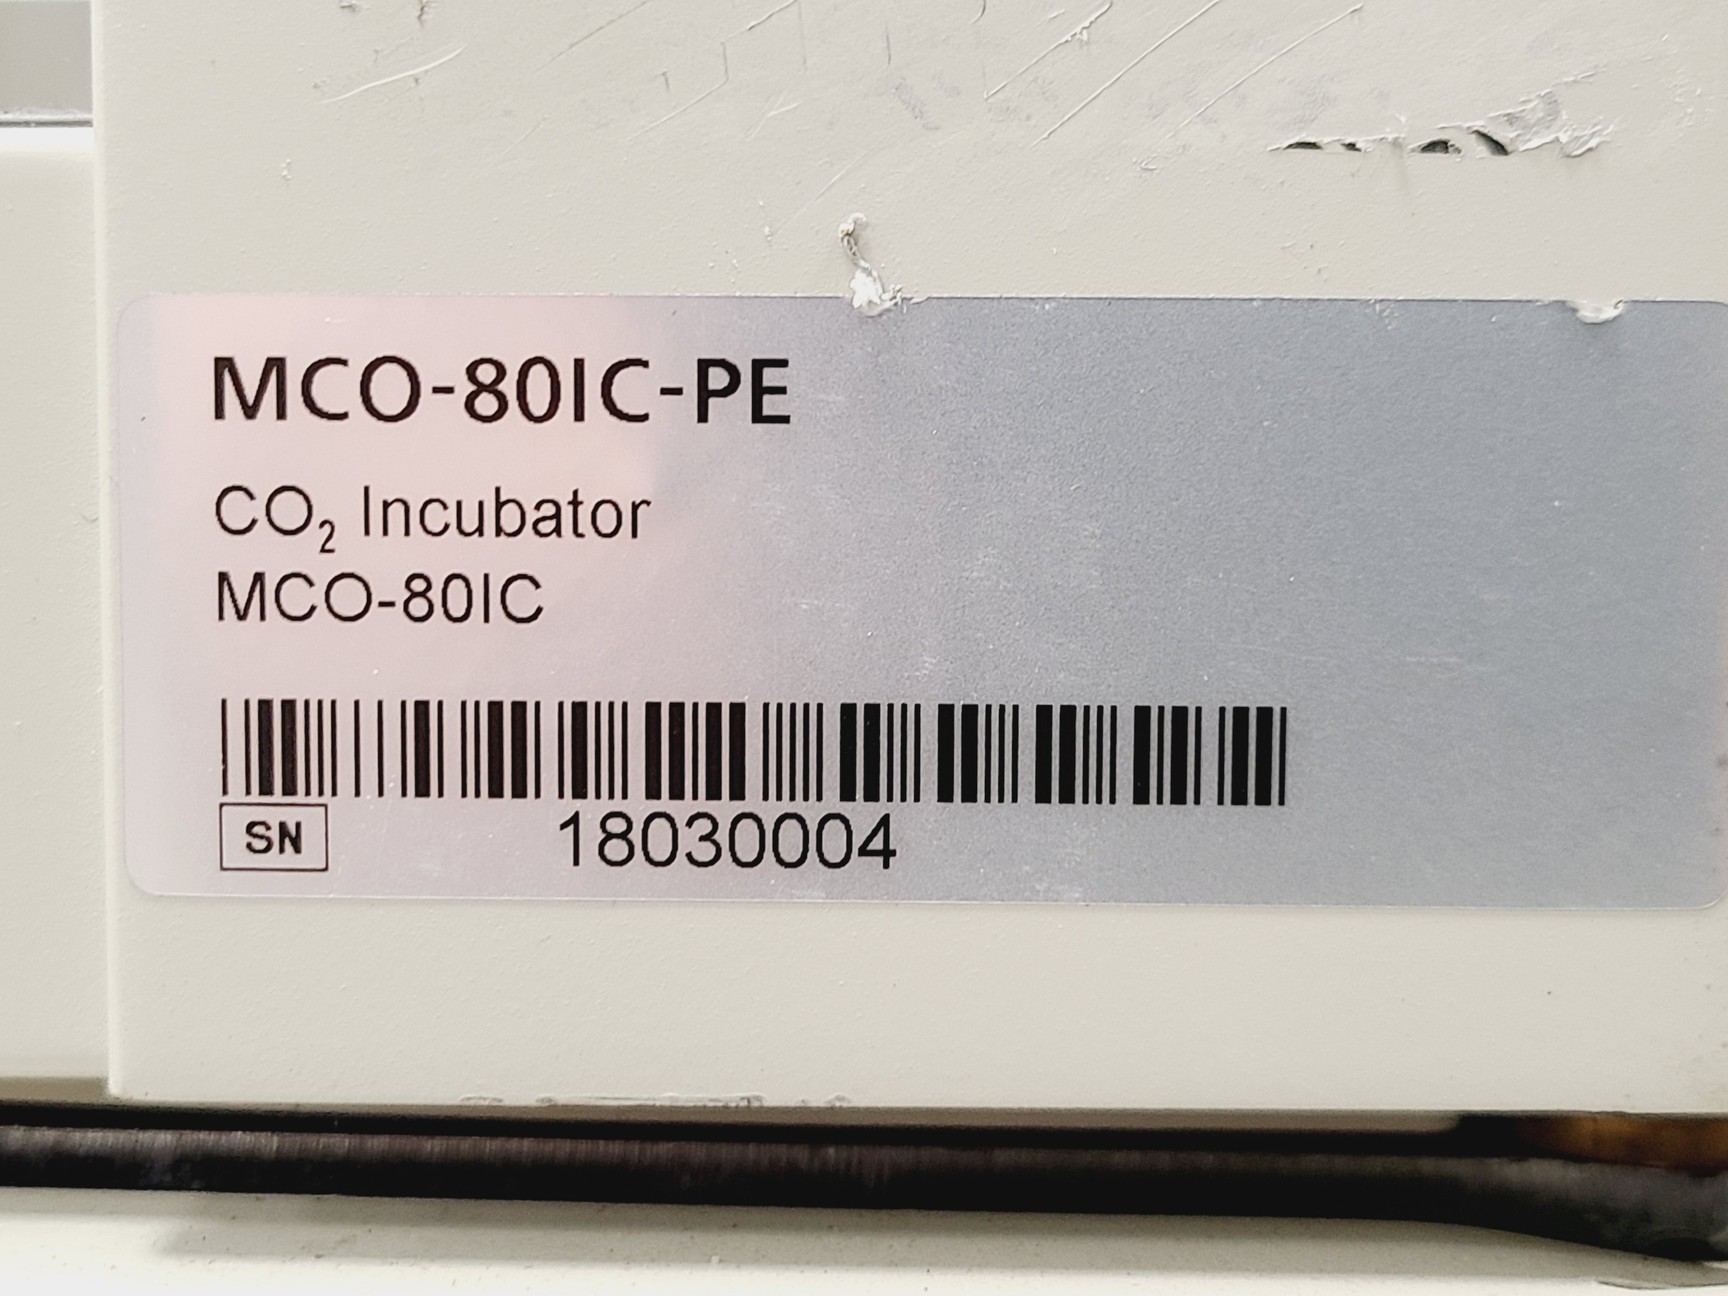 MCO-80IC-PE
CO₂ Incubator
MCO-80IC
SN 18030004